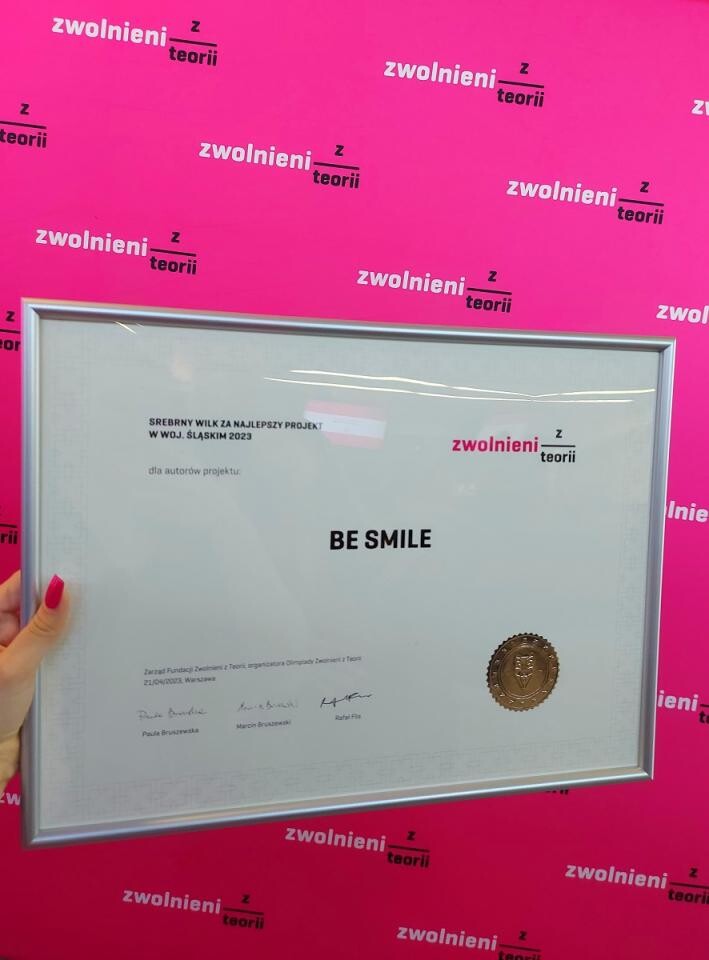 zwolnieni z teorii
zwolnieni z teorii
z teorii
zwolnieni z teorii
zwolnieni z teorii
zwolnieni z teorii
zwolnieni z teorii
zwol
SREBRNY WILK ZA NAJLEPSZY PROJEKT
W WOJ. ŚLĄSKIM 2023
zwolnieni z teorii
dla autorów projektu:
BE SMILE
Zarząd Fundacji Zwolnieni z Teorii, organizatora Olimpiady Zwolnieni z Teorii
21/04/2023, Warszawa
Paula Bruszewska
Marcin Bruszewski
Rafał Flis
zwolnieni z teorii
zwolnieni z teorii
zwolnieni z teorii
zwolnieni z teorii